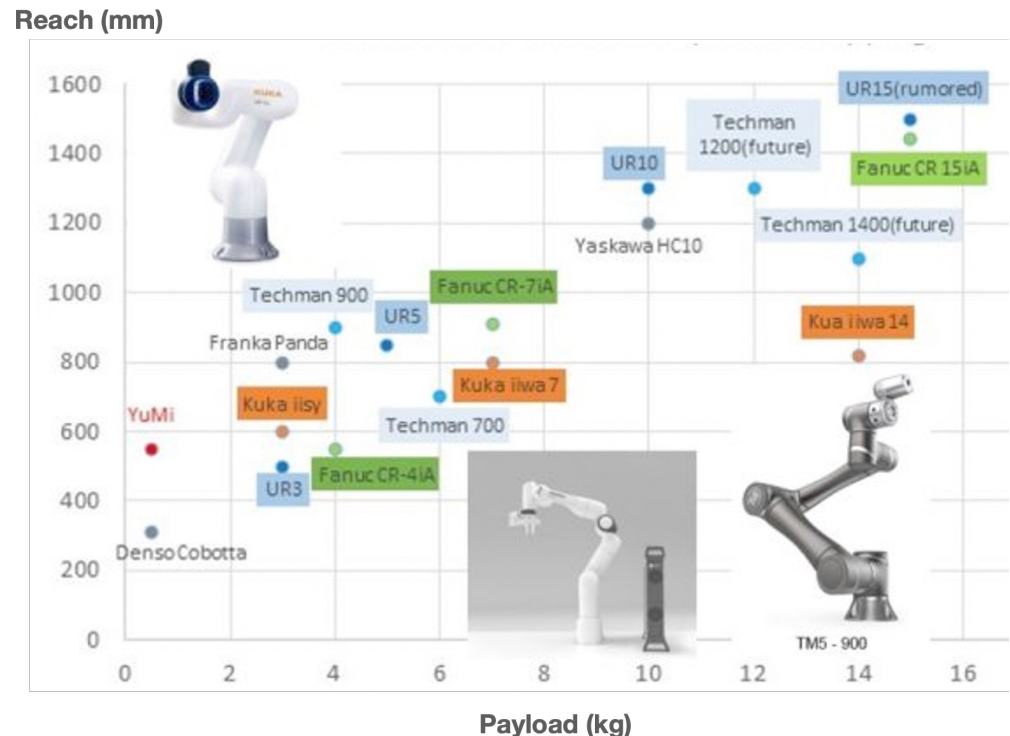 Reach (mm)
1600
1400
1200
1000
800
600
400
200
0
KUKA
UR15(rumored)
Fanuc CR 15iA
Techman
1200(future)
UR10
Yaskawa HC10
Techman 1400(future)
Fanuc CR-7iA
Techman 900
UR5
Franka Panda
Kua iiwa 14
Kuka iisy
Kuka iiwa 7
YuMi
Techman 700
UR3
Fanuc CR-4iA
Denso Cobotta
TM5 - 900
0
2
4
6
8
10
12
14
16
Payload (kg)